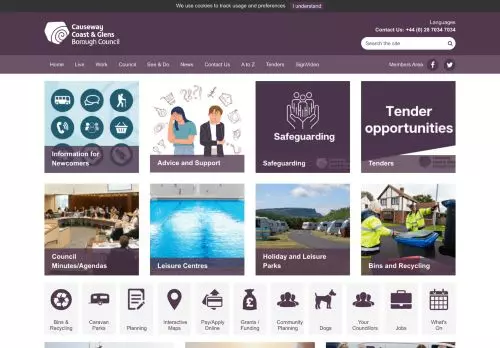 We use cookies to track usage and preferences I understand
Causeway
Coast & Glens
Borough Council
Languages
Contact Us: +44 (0) 28 7034 7034
Search the site
Home Live Work Council See & Do News Contact Us A to Z Tenders SignVideo Members Area
Information for
Newcomers
Advice and Support
Safeguarding
Safeguarding
Tender
opportunities
Tenders
Council
Minutes/Agendas
Leisure Centres
Holiday and Leisure
Parks
Bins and Recycling
Bins &
Recycling
Caravan
Parks
Planning
Interactive
Maps
Pay/Apply
Online
Grants /
Funding
Community
Planning
Dogs
Your
Councillors
Jobs
What's
On